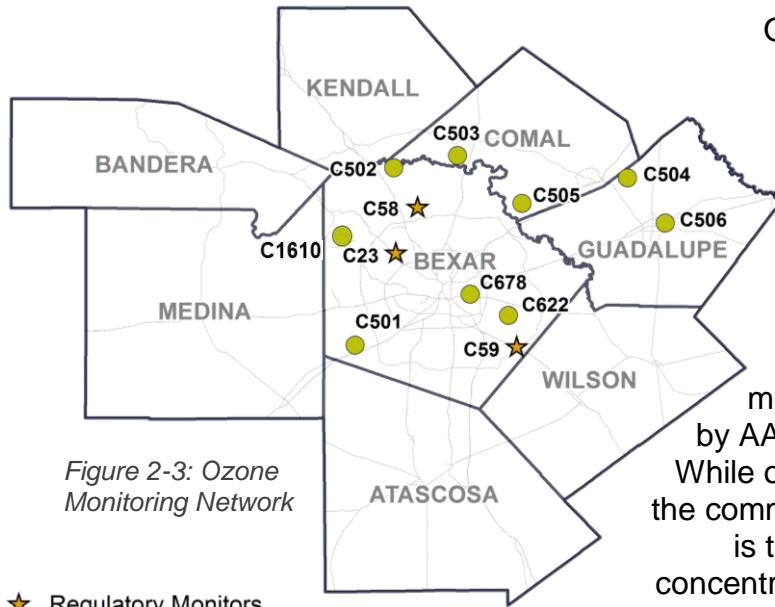 KENDALL
C503
COMAL
BANDERA
C502
C504
C58
C505
C506
C1610
C23
BEXAR
GUADALUPE
C678
MEDINA
C622
C501
C59
WILSON
Figure 2-3: Ozone
Monitoring Network
ATASCOSA
by AA
While
the comm
is t
concentr
Regulatory Monitors